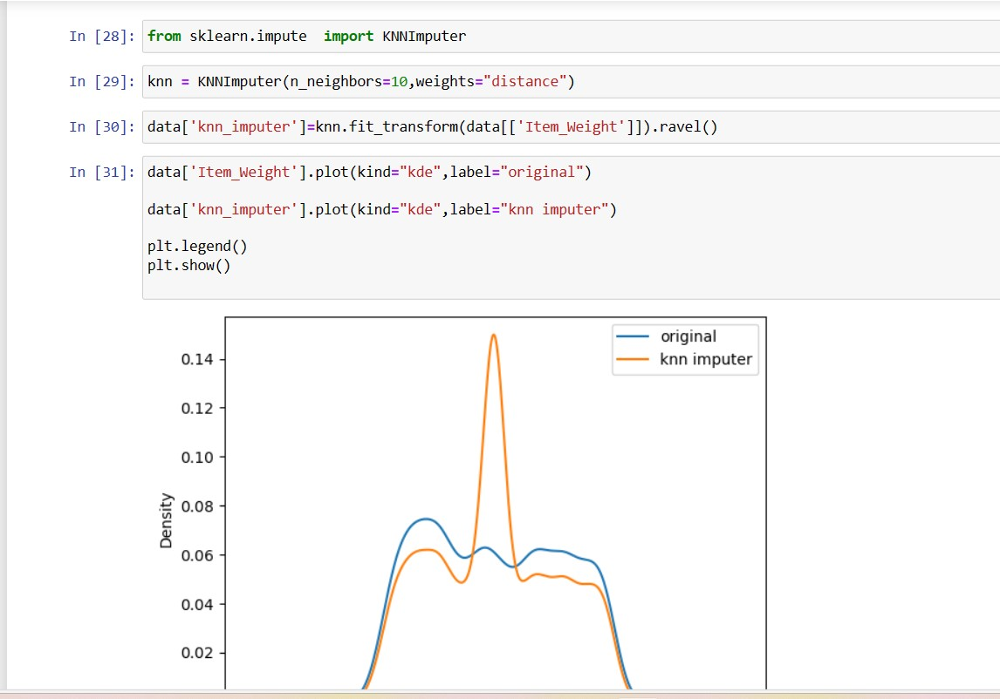 In [28]: from sklearn.impute  import KNNImputer
In [29]: knn = KNNImputer(n_neighbors=10,weights="distance")
In [30]: data['knn_imputer']=knn.fit_transform(data[['Item_Weight']]).ravel()
In [31]: data['Item_Weight'].plot(kind="kde",label="original")
data['knn_imputer'].plot(kind="kde",label="knn imputer")
plt.legend()
plt.show()
original
knn imputer
0.14
0.12
0.10
0.08
0.06
0.04
0.02
Density